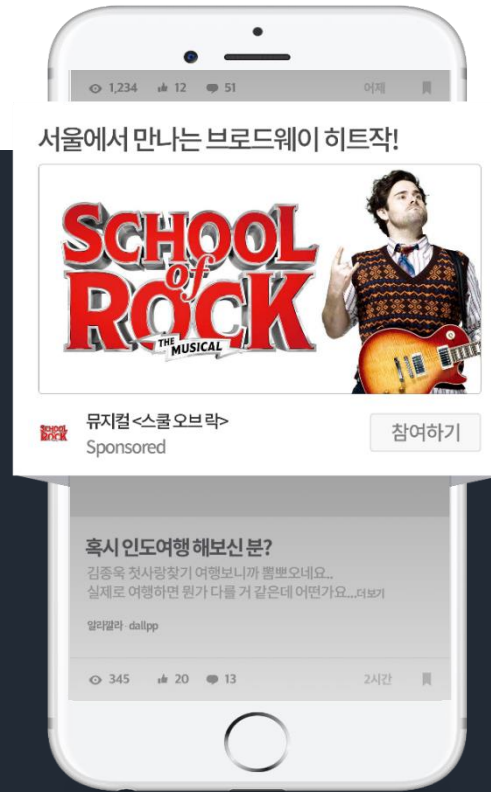 1,234 12 51 어제
서울에서 만나는 브로드웨이 히트작!
SCHOOL
of
ROCK
THE
MUSICAL
SCHOOL
ROCK
뮤지컬 <스쿨 오브 락>
Sponsored
참여하기
혹시 인도여행 해보신 분?
김종욱 첫사랑찾기 여행보니까 뽐뿌오네요..
실제로 여행하면 뭔가 다를 거 같은데 어떤가요...더보기
알라깔라 · dallpp
345 20 13 2시간